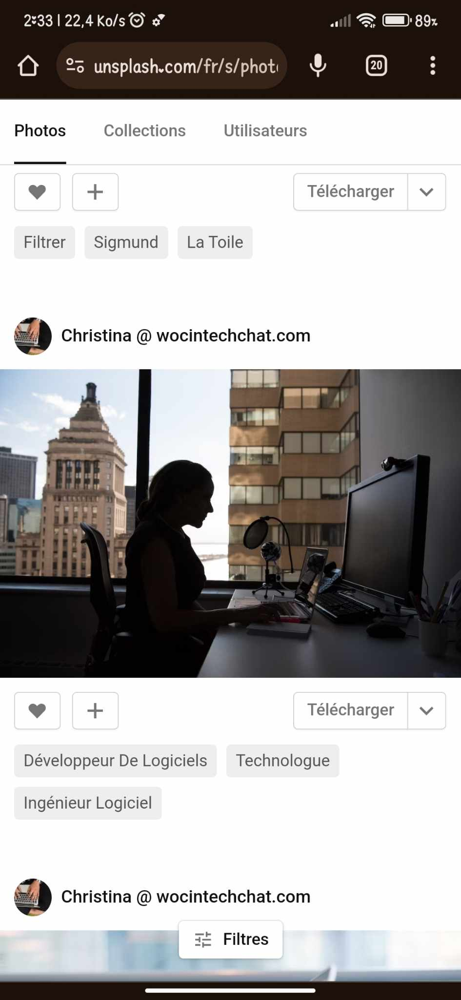 2:33 | 22,4 Ko/s
89%
unsplash.com/fr/s/phot
20
Photos Collections Utilisateurs
Télécharger
Filtrer Sigmund La Toile
Christina @ wocintechchat.com
Télécharger
Développeur De Logiciels Technologue
Ingénieur Logiciel
Christina @ wocintechchat.com
Filtres